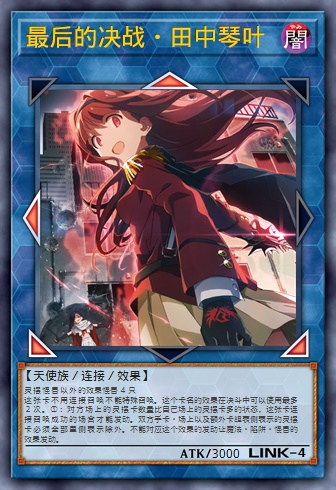 最后的决战·田中琴叶
闇
【天使族／连接／效果】
灵摆怪兽以外的效果怪兽４只
这张卡不用连接召唤不能特殊召唤。这个卡名的效果在决斗中可以使用最多
２次。①：对方场上的灵摆卡数量比自己场上的灵摆卡多的状态，这张卡连
接召唤成功的场合才能发动。双方手卡·场上以及额外卡组表侧表示的灵摆
卡必须全部里侧表示除外。不能对应这个效果的发动让魔法·陷阱·怪兽的
效果发动。
ATK/3000 LINK-4